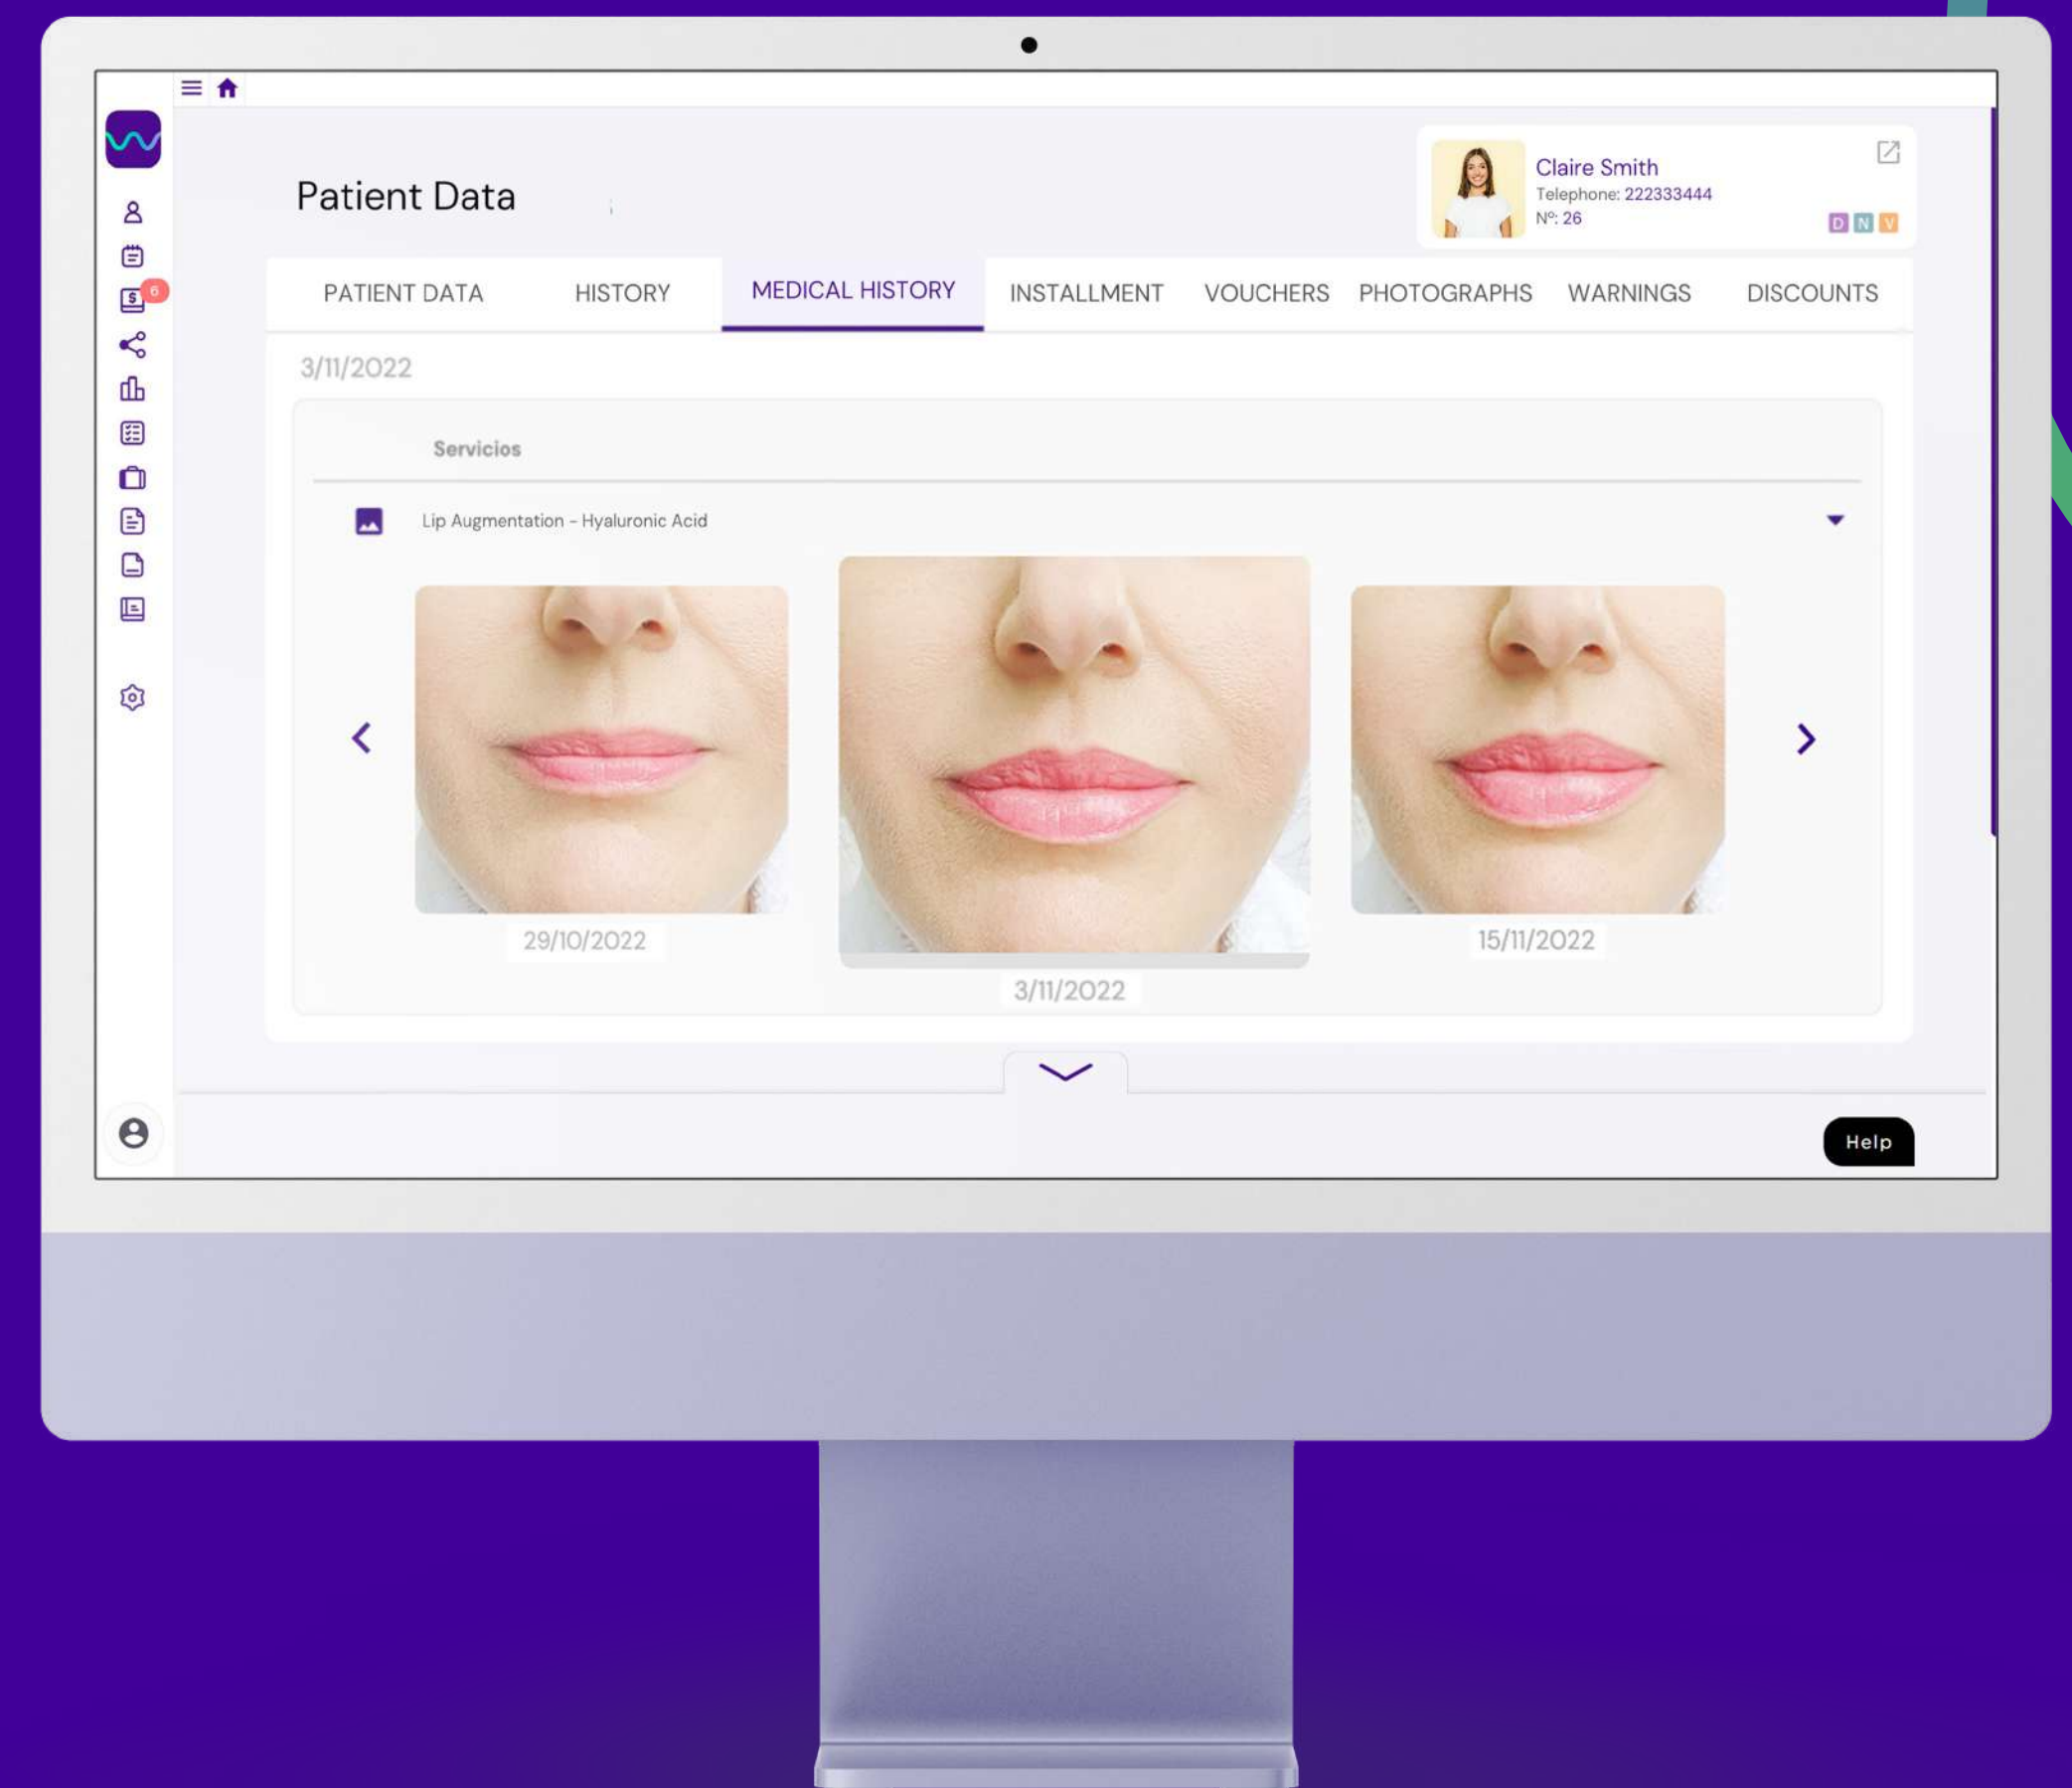 Claire Smith
Telephone: 222333444
Nº: 26
D N V
Patient Data
6
PATIENT DATA HISTORY MEDICAL HISTORY INSTALLMENT VOUCHERS PHOTOGRAPHS WARNINGS DISCOUNTS
3/11/2022
Servicios
Lip Augmentation - Hyaluronic Acid
29/10/2022
3/11/2022
15/11/2022
Help